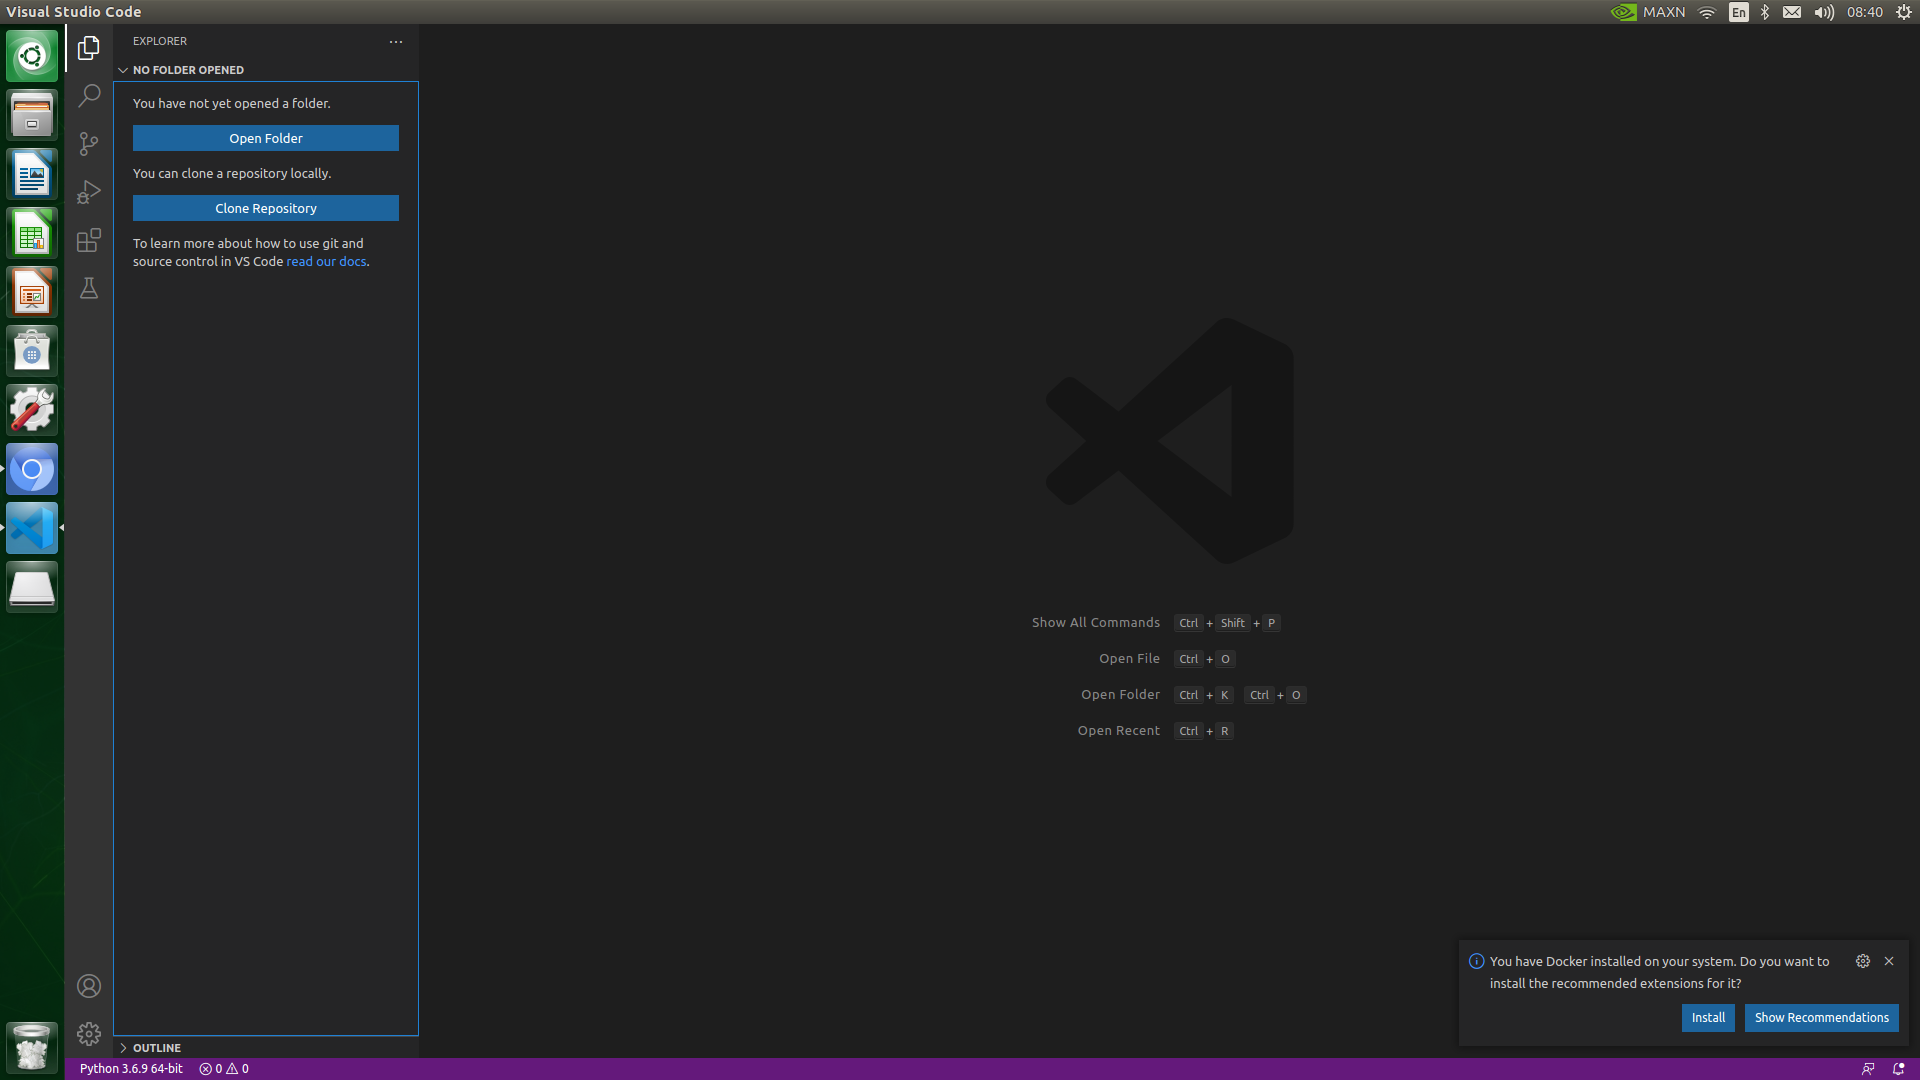 Visual Studio Code
MAXN
En
08:40
EXPLORER
NO FOLDER OPENED
You have not yet opened a folder.
Open Folder
You can clone a repository locally.
Clone Repository
To learn more about how to use git and
source control in VS Code read our docs.
Show All Commands Ctrl + Shift + P
Open File Ctrl + O
Open Folder Ctrl + K Ctrl + O
Open Recent Ctrl + R
You have Docker installed on your system. Do you want to
install the recommended extensions for it?
Install
Show Recommendations
OUTLINE
Python 3.6.9 64-bit
0
0